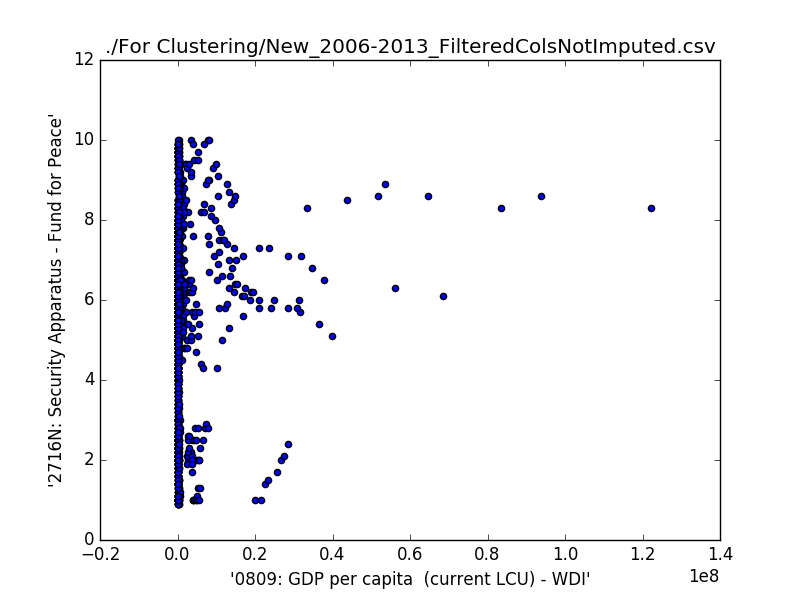 ./For Clustering/New_2006-2013_FilteredColsNotImputed.csv
12
10
8
6
4
2
0
'2716N: Security Apparatus - Fund for Peace'
−0.2 0.0 0.2 0.4 0.6 0.8 1.0 1.2 1.4
1e8
'0809: GDP per capita  (current LCU) - WDI'